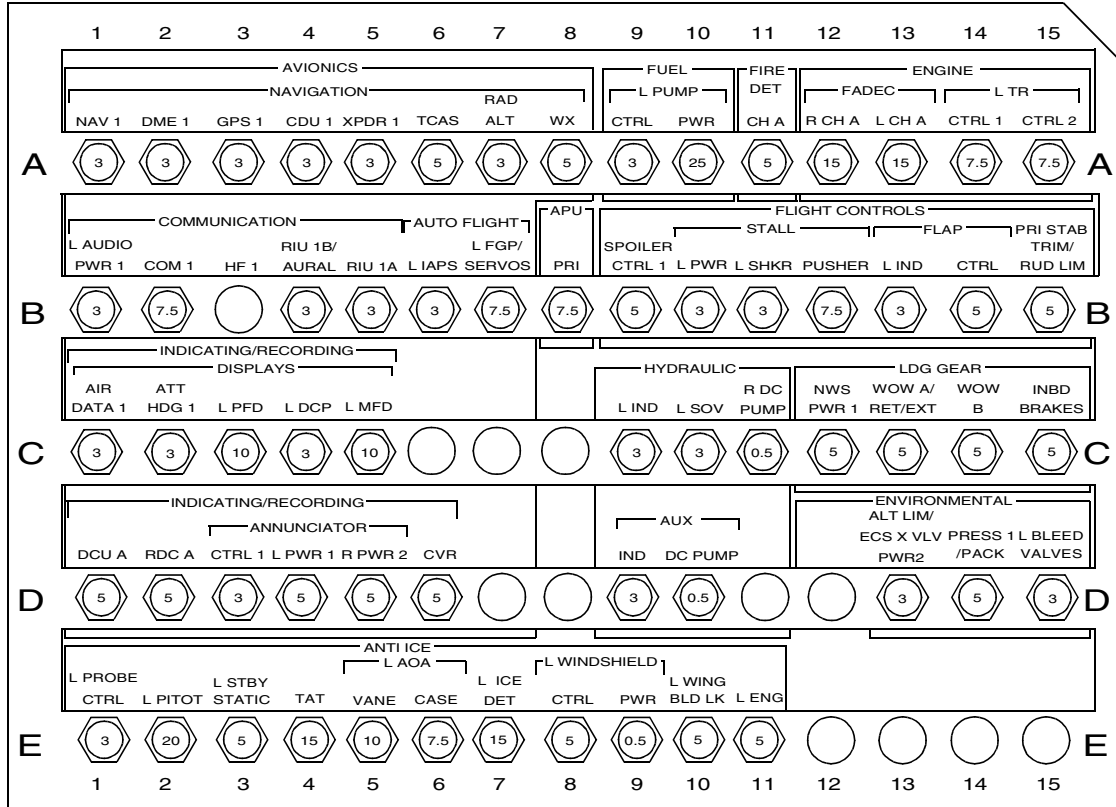 1 2 3 4 5 6 7 8 9 10 11 12 13 14 15
AVIONICS FUEL FIRE ENGINE
NAVIGATION L PUMP DET FADEC L TR
RAD
NAV 1 DME 1 GPS 1 CDU 1 XPDR 1 TCAS ALT WX CTRL PWR CH A R CH A L CH A CTRL 1 CTRL 2
A 3 3 3 3 3 5 3 5 3 25 5 15 15 7.5 7.5 A
APU FLIGHT CONTROLS
COMMUNICATION AUTO FLIGHT STALL FLAP PRI STAB
L AUDIO RIU 1B/ L FGP/ SPOILER TRIM/
PWR 1 COM 1 HF 1 AURAL RIU 1A L IAPS SERVOS PRI CTRL 1 L PWR L SHKR PUSHER L IND CTRL RUD LIM
B 3 7.5 3 3 3 7.5 7.5 5 3 3 7.5 3 5 5 B
INDICATING/RECORDING
DISPLAYS HYDRAULIC LDG GEAR
AIR ATT R DC NWS WOW A/ WOW INBD
DATA 1 HDG 1 L PFD L DCP L MFD L IND L SOV PUMP PWR 1 RET/EXT B BRAKES
C 3 3 10 3 10 3 3 0.5 5 5 5 5 C
INDICATING/RECORDING ENVIRONMENTAL
ANNUNCIATOR AUX ALT LIM/
ECS X VLV PRESS 1 L BLEED
DCU A RDC A CTRL 1 L PWR 1 R PWR 2 CVR IND DC PUMP PWR2 /PACK VALVES
D 5 5 3 5 5 5 3 0.5 3 5 3 D
ANTI ICE
L AOA L WINDSHIELD
L PROBE L STBY L ICE L WING
CTRL L PITOT STATIC TAT VANE CASE DET CTRL PWR BLD LK L ENG
E 3 20 5 15 10 7.5 15 5 0.5 5 5 E
1 2 3 4 5 6 7 8 9 10 11 12 13 14 15